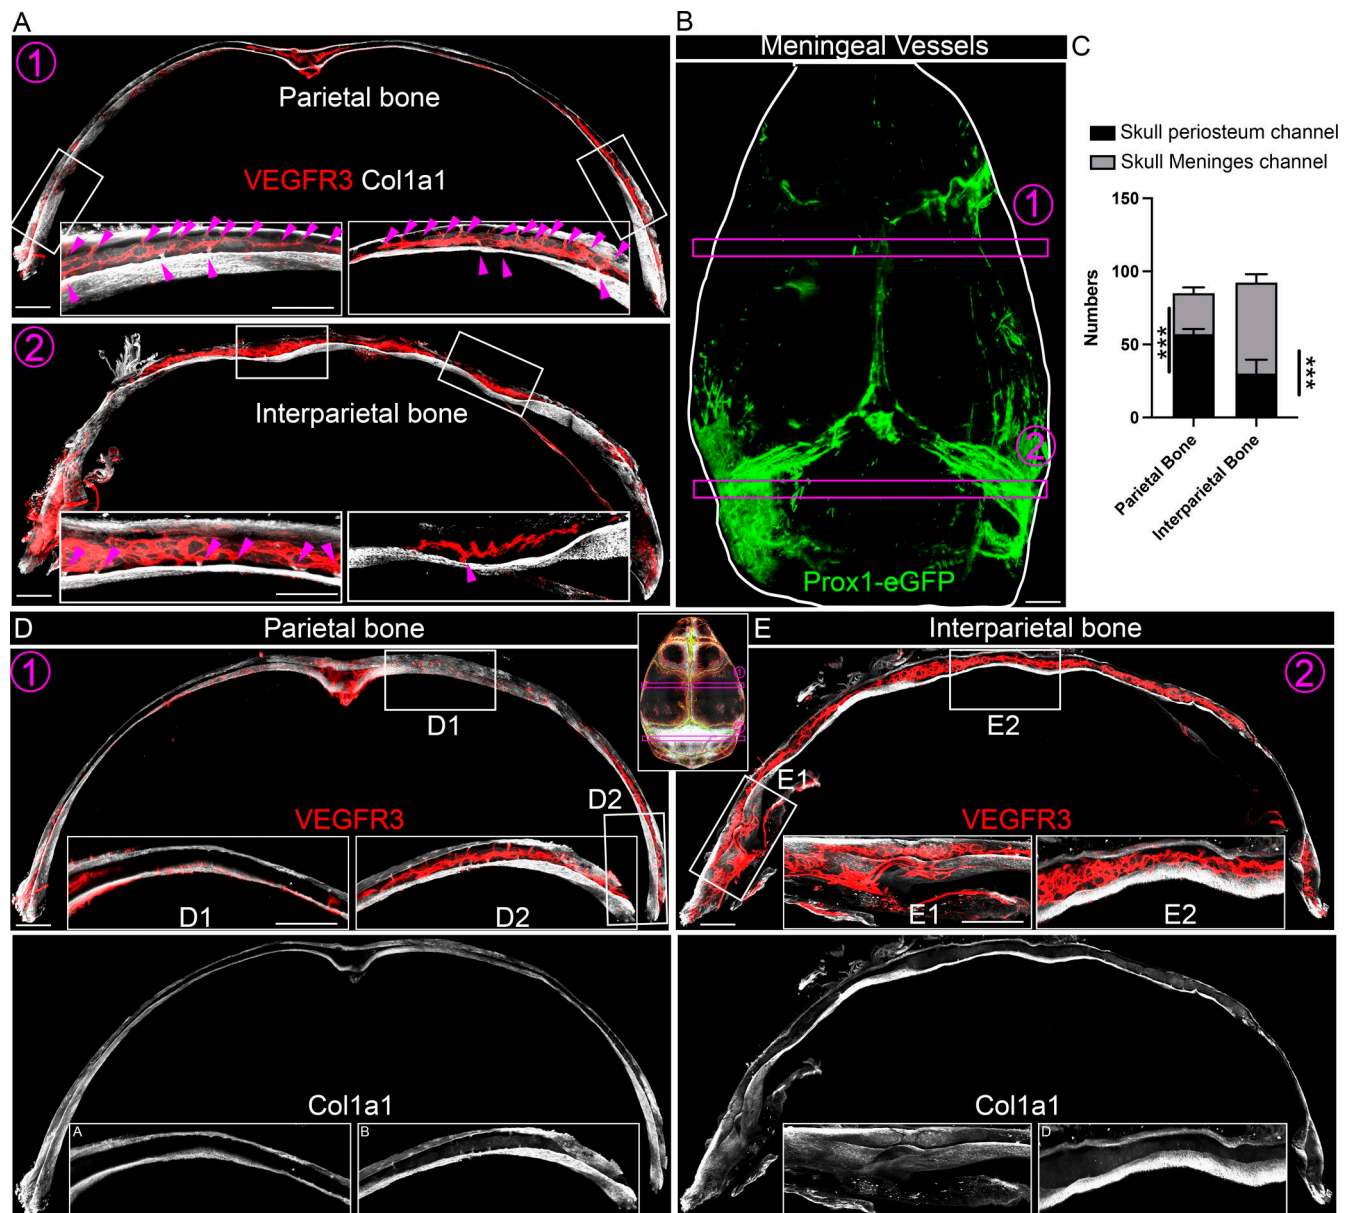 A
①
Parietal bone
VEGFR3 Col1a1
②
Interparietal bone
B
Meningeal Vessels
①
②
Prox1-eGFP
C
Skull periosteum channel
Skull Meninges channel
150
100
50
0
Numbers
***
***
Parietal Bone
Interparietal Bone
D
Parietal bone
①
D1
D2
VEGFR3
D1
D2
Col1a1
A
B
①
E
Interparietal bone
②
E2
E1
VEGFR3
E1
E2
Col1a1
D